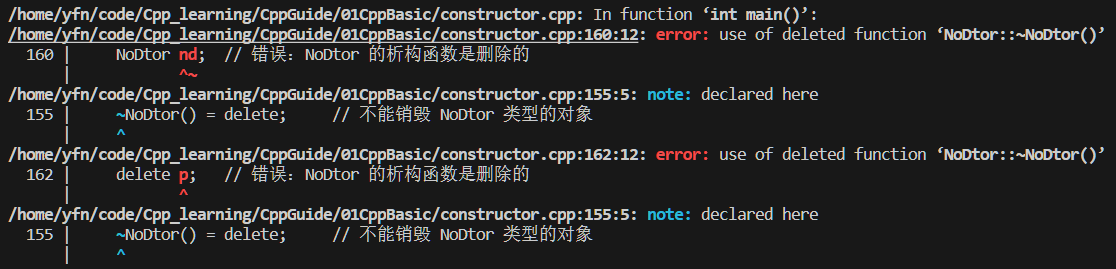 /home/yfn/code/Cpp_learning/CppGuide/01CppBasic/constructor.cpp: In function ‘int main()’:
/home/yfn/code/Cpp_learning/CppGuide/01CppBasic/constructor.cpp:160:12: error: use of deleted function ‘NoDtor::~NoDtor()’
  160 |     NoDtor nd;  // 错误：NoDtor 的析构函数是删除的
      |            ^~
/home/yfn/code/Cpp_learning/CppGuide/01CppBasic/constructor.cpp:155:5: note: declared here
  155 |     ~NoDtor() = delete;     // 不能销毁 NoDtor 类型的对象
      |     ^
/home/yfn/code/Cpp_learning/CppGuide/01CppBasic/constructor.cpp:162:12: error: use of deleted function ‘NoDtor::~NoDtor()’
  162 |     delete p;   // 错误：NoDtor 的析构函数是删除的
      |            ^
/home/yfn/code/Cpp_learning/CppGuide/01CppBasic/constructor.cpp:155:5: note: declared here
  155 |     ~NoDtor() = delete;     // 不能销毁 NoDtor 类型的对象
      |     ^